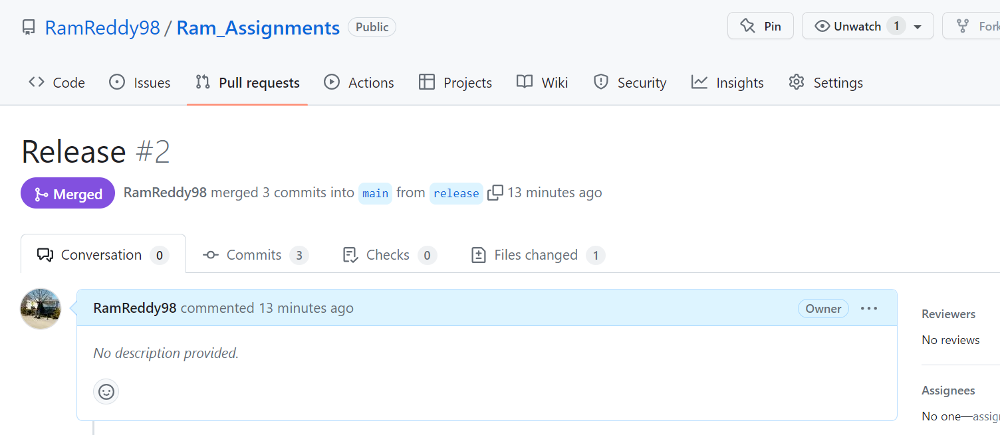 RamReddy98 / Ram_Assignments Public Pin Unwatch 1 Fork
Code Issues Pull requests Actions Projects Wiki Security Insights Settings
Release #2
Merged RamReddy98 merged 3 commits into main from release 13 minutes ago
Conversation 0 Commits 3 Checks 0 Files changed 1
RamReddy98 commented 13 minutes ago Owner ...
Reviewers
No reviews
No description provided.
Assignees
No one—assign